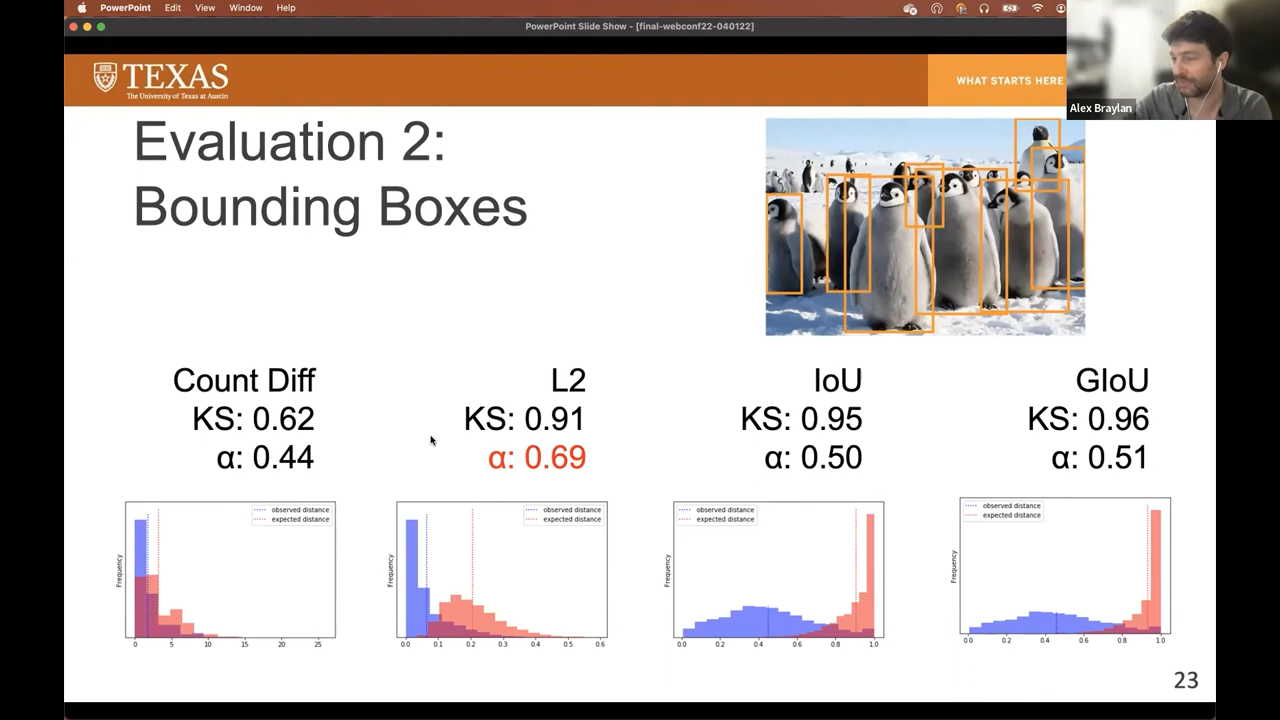 PowerPoint Edit View Window Help
PowerPoint Slide Show - [final-webconf22-040122]
TEXAS
The University of Texas at Austin
WHAT STARTS HERE
Alex Braylan
Evaluation 2:
Bounding Boxes
Count Diff
KS: 0.62
α: 0.44
L2
KS: 0.91
α: 0.69
IoU
KS: 0.95
α: 0.50
GIoU
KS: 0.96
α: 0.51
observed distance
expected distance
Frequency
0 5 10 15 20 25
observed distance
expected distance
Frequency
0.0 0.1 0.2 0.3 0.4 0.5 0.6
observed distance
expected distance
Frequency
0.0 0.2 0.4 0.6 0.8 1.0
observed distance
expected distance
Frequency
0.0 0.2 0.4 0.6 0.8 1.0
23